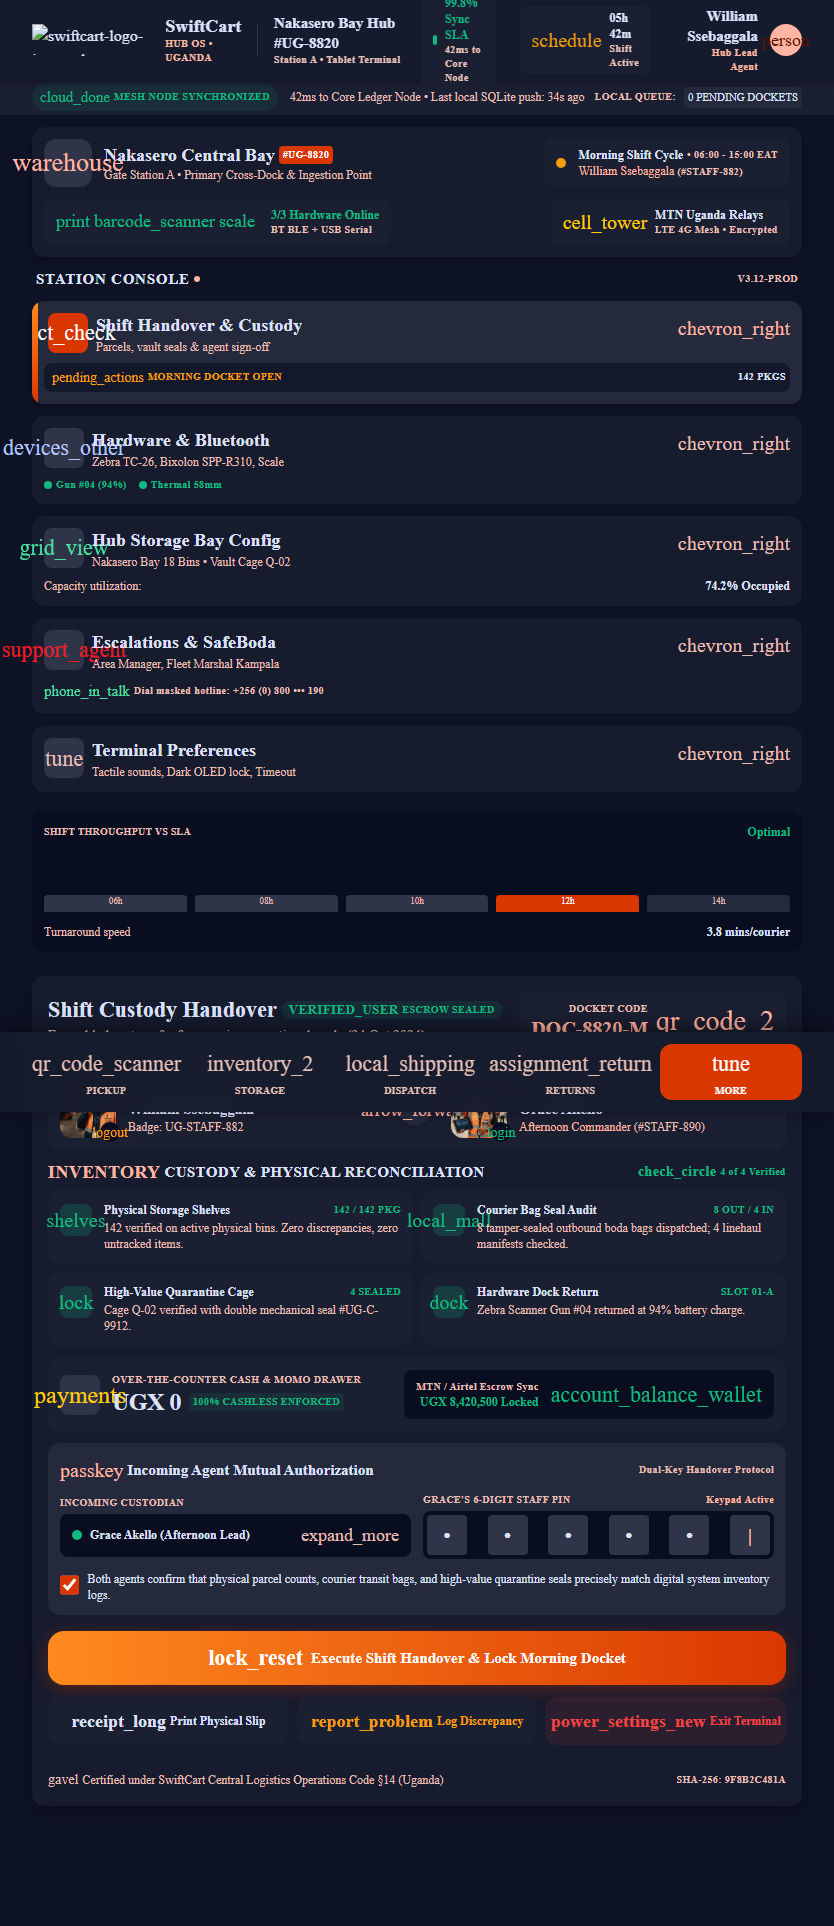 swiftcart-logo-
SwiftCart
HUB OS •
UGANDA
Nakasero Bay Hub
#UG-8820
Station A • Tablet Terminal
99.8%
Sync
SLA
42ms to
Core
Node
schedule
05h
42m
Shift
Active
William
Ssebaggala
Hub Lead
Agent
person
cloud_done MESH NODE SYNCHRONIZED
42ms to Core Ledger Node • Last local SQLite push: 34s ago
LOCAL QUEUE: 0 PENDING DOCKETS
warehouse
Nakasero Central Bay #UG-8820
Gate Station A • Primary Cross-Dock & Ingestion Point
Morning Shift Cycle • 06:00 - 15:00 EAT
William Ssebaggala (#STAFF-882)
print barcode_scanner scale
3/3 Hardware Online
BT BLE + USB Serial
cell_tower
MTN Uganda Relays
LTE 4G Mesh • Encrypted
STATION CONSOLE
V3.12-PROD
ct_check
Shift Handover & Custody
Parcels, vault seals & agent sign-off
chevron_right
pending_actions MORNING DOCKET OPEN
142 PKGS
devices_other
Hardware & Bluetooth
Zebra TC-26, Bixolon SPP-R310, Scale
chevron_right
Gun #04 (94%)
Thermal 58mm
grid_view
Hub Storage Bay Config
Nakasero Bay 18 Bins • Vault Cage Q-02
chevron_right
Capacity utilization:
74.2% Occupied
support_agent
Escalations & SafeBoda
Area Manager, Fleet Marshal Kampala
chevron_right
phone_in_talk Dial masked hotline: +256 (0) 800 ••• 190
tune
Terminal Preferences
Tactile sounds, Dark OLED lock, Timeout
chevron_right
SHIFT THROUGHPUT VS SLA
Optimal
06h
08h
10h
12h
14h
Turnaround speed
3.8 mins/courier
Shift Custody Handover
VERIFIED_USER ESCROW SEALED
DOCKET CODE
DOC-8820-M
qr_code_2
qr_code_scanner
PICKUP
inventory_2
STORAGE
local_shipping
DISPATCH
assignment_return
RETURNS
tune
MORE
logout
William Ssebaggala
Badge: UG-STAFF-882
login
Grace Akello
Afternoon Commander (#STAFF-890)
INVENTORY CUSTODY & PHYSICAL RECONCILIATION
check_circle 4 of 4 Verified
shelves
Physical Storage Shelves
142 / 142 PKG
142 verified on active physical bins. Zero discrepancies, zero
untracked items.
local_mall
Courier Bag Seal Audit
8 OUT / 4 IN
8 tamper-sealed outbound boda bags dispatched; 4 linehaul
manifests checked.
lock
High-Value Quarantine Cage
4 SEALED
Cage Q-02 verified with double mechanical seal #UG-C-
9912.
dock
Hardware Dock Return
SLOT 01-A
Zebra Scanner Gun #04 returned at 94% battery charge.
payments
OVER-THE-COUNTER CASH & MOMO DRAWER
UGX 0 100% CASHLESS ENFORCED
MTN / Airtel Escrow Sync
UGX 8,420,500 Locked
account_balance_wallet
passkey Incoming Agent Mutual Authorization
Dual-Key Handover Protocol
INCOMING CUSTODIAN
Grace Akello (Afternoon Lead)
expand_more
GRACE'S 6-DIGIT STAFF PIN
Keypad Active
• • • • • |
Both agents confirm that physical parcel counts, courier transit bags, and high-value quarantine seals precisely match digital system inventory
logs.
lock_reset Execute Shift Handover & Lock Morning Docket
receipt_long Print Physical Slip
report_problem Log Discrepancy
power_settings_new Exit Terminal
gavel Certified under SwiftCart Central Logistics Operations Code §14 (Uganda)
SHA-256: 9F8B2C481A